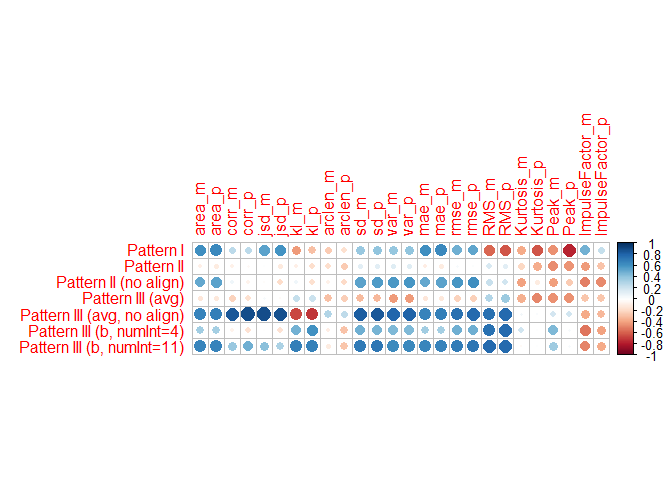 area_m
area_p
corr_m
corr_p
jsd_m
jsd_p
kl_m
kl_p
arclen_m
arclen_p
sd_m
sd_p
var_m
var_p
mae_m
mae_p
rmse_m
rmse_p
RMS_m
RMS_p
Kurtosis_m
Kurtosis_p
Peak_m
Peak_p
ImpulseFactor_m
ImpulseFactor_p
Pattern I
Pattern II
Pattern II (no align)
Pattern III (avg)
Pattern III (avg, no align)
Pattern III (b, numInt=4)
Pattern III (b, numInt=11)
1
0.8
0.6
0.4
0.2
0
-0.2
-0.4
-0.6
-0.8
-1